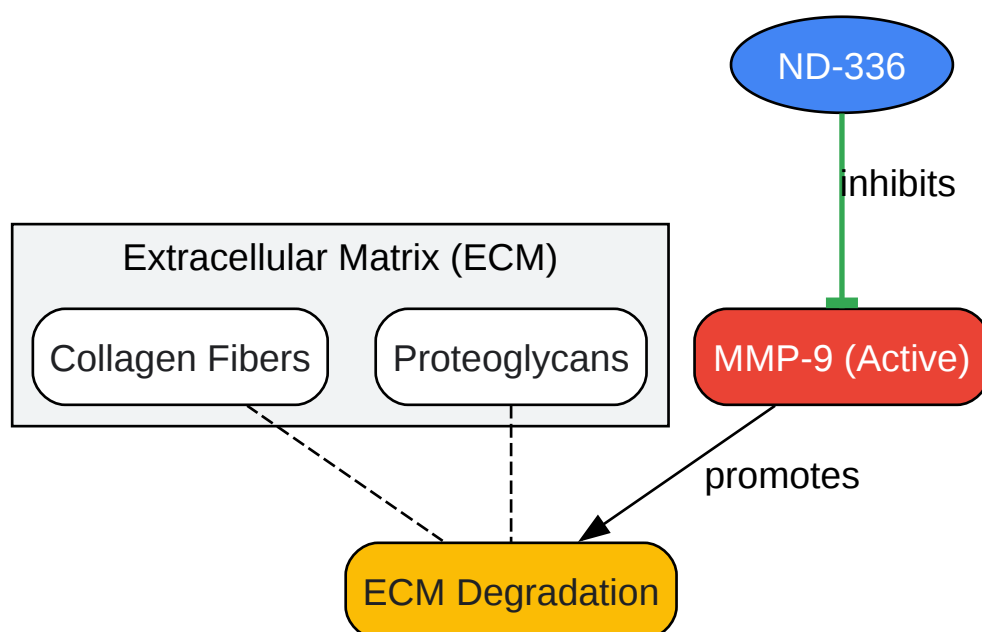 ND-336
inhibits
Extracellular Matrix (ECM)
Collagen Fibers
Proteoglycans
MMP-9 (Active)
promotes
ECM Degradation